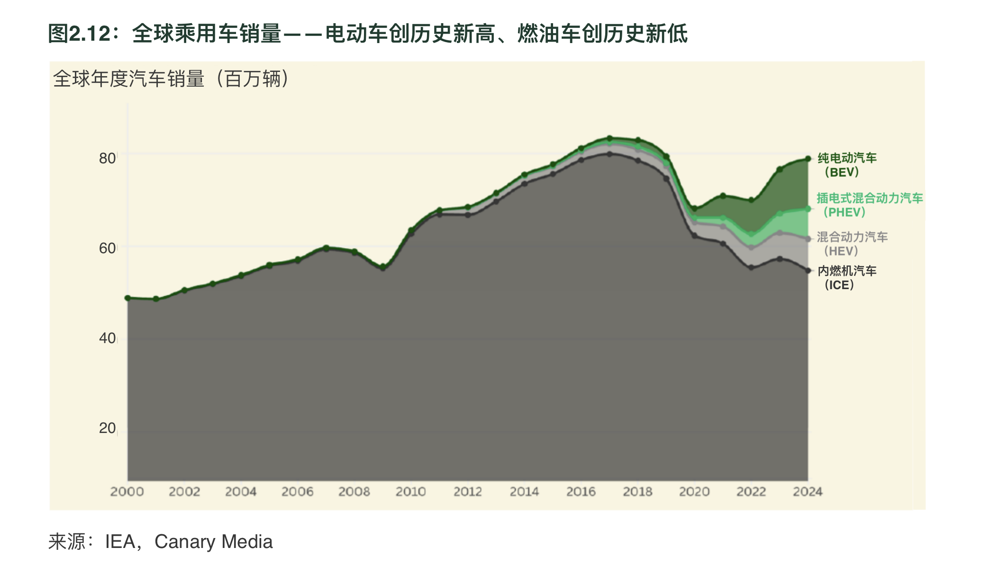 图2.12：全球乘用车销量——电动车创历史新高、燃油车创历史新低
全球年度汽车销量（百万辆）
80
60
40
20
纯电动汽车
（BEV）
插电式混合动力汽车
（PHEV）
混合动力汽车
（HEV）
内燃机汽车
（ICE）
2000 2002 2004 2006 2008 2010 2012 2014 2016 2018 2020 2022 2024
来源：IEA，Canary Media